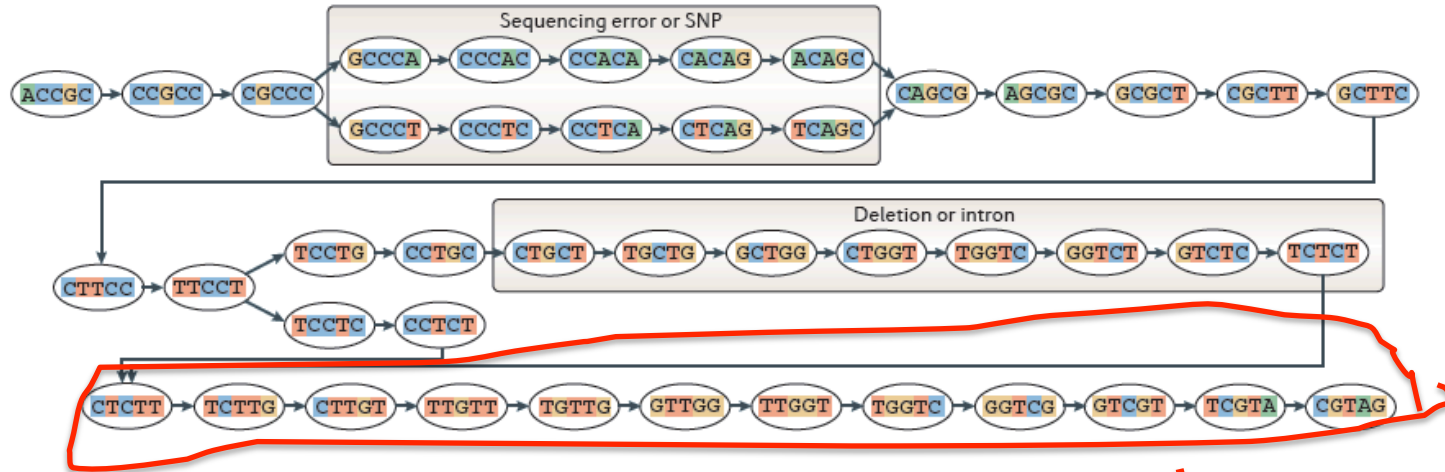 Sequencing error or SNP
GCCCA CCCAC CCACA CACAG ACAGC
ACCGC CCGCC CGCCC CAGCG AGCGC GCGCT CGCTT GCTTC
GCCCT CCCTC CCTCA CTCAG TCAGC
Deletion or intron
TCCTG CCTGC CTGCT TGCTG GCTGG CTGGT TGGTC GGTCT GTCTC TCTCT
CTTCC TTCCT
TCCTC CCTCT
CTCTT TCTTG CTTGT TTGTT TGTTG GTTGG TTGGT TGGTC GGTCG GTCGT TCGTA CGTAG